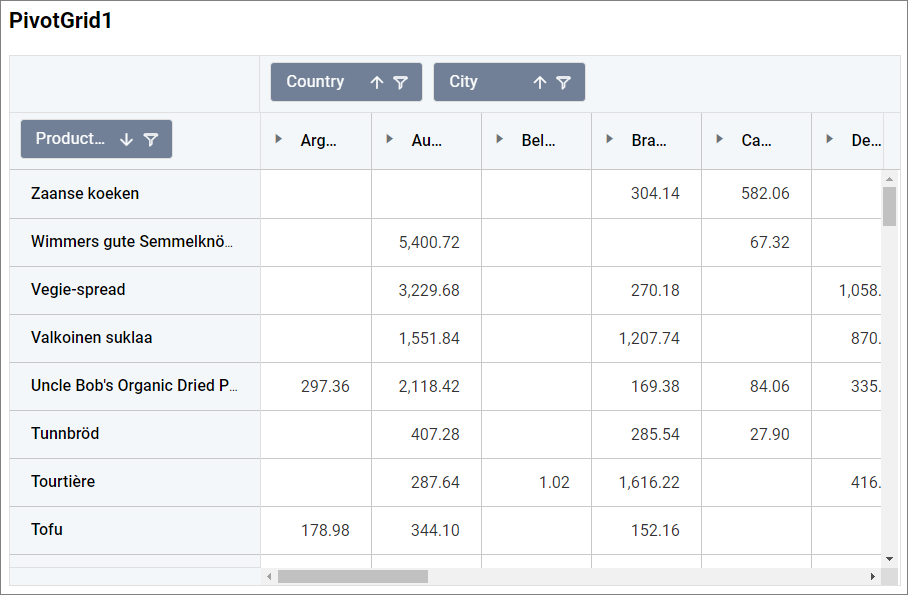 PivotGrid1
Country City
Product...
Arg... Au... Bel... Bra... Ca... De...
Zaanse koeken 304.14 582.06
Wimmers gute Semmelknö... 5,400.72 67.32
Vegie-spread 3,229.68 270.18 1,058.
Valkoinen suklaa 1,551.84 1,207.74 870.
Uncle Bob's Organic Dried P... 297.36 2,118.42 169.38 84.06 335.
Tunnbröd 407.28 285.54 27.90
Tourtière 287.64 1.02 1,616.22 416.
Tofu 178.98 344.10 152.16